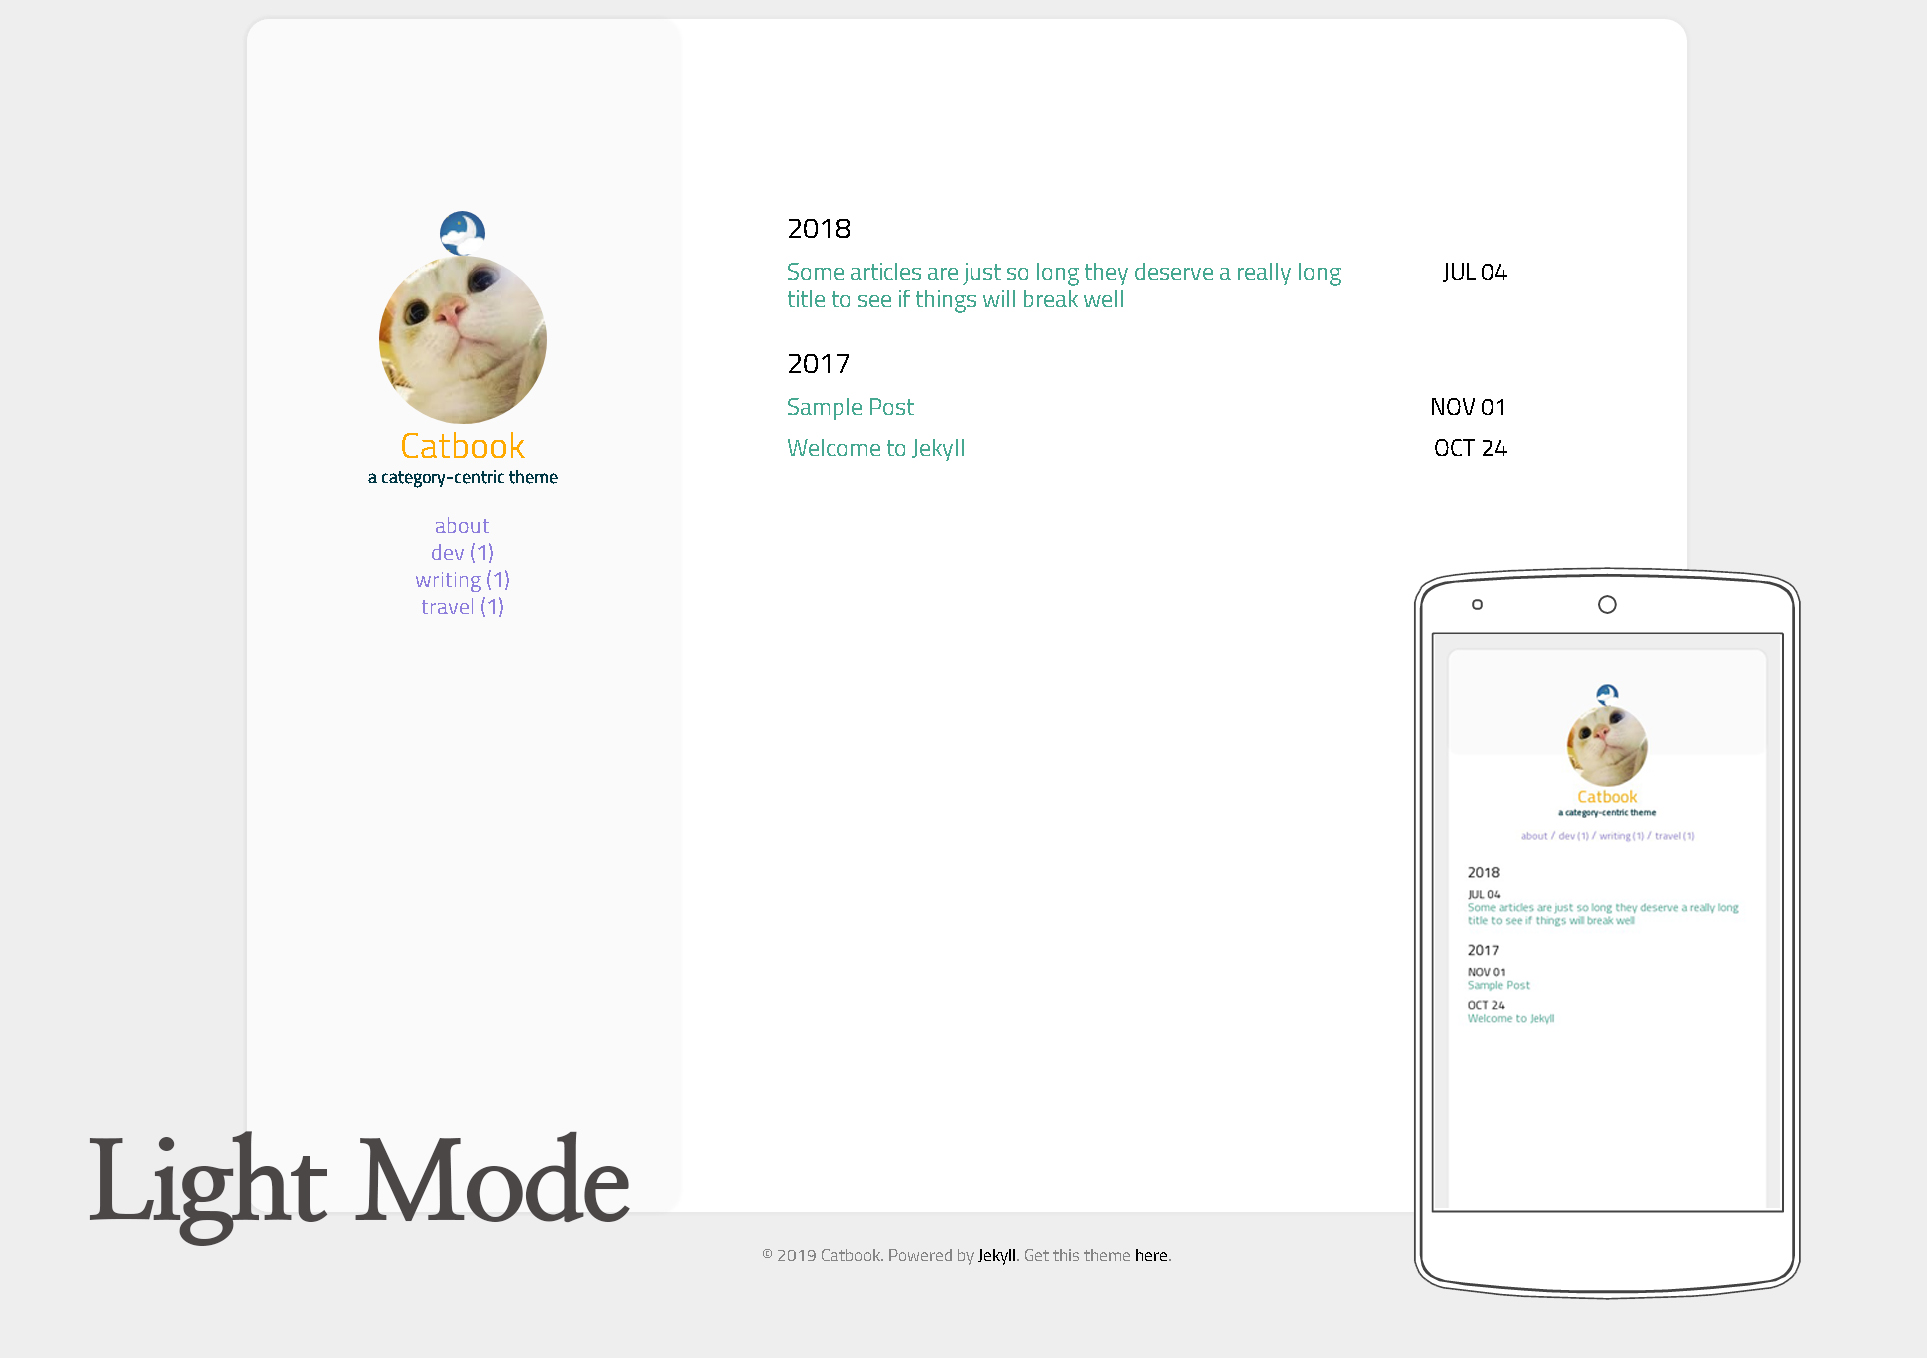 Catbook
a category-centric theme
about
dev (1)
writing (1)
travel (1)
2018
Some articles are just so long they deserve a really long
title to see if things will break well
JUL 04
2017
Sample Post
NOV 01
Welcome to Jekyll
OCT 24
Catbook
a category-centric theme
about / dev (1) / writing (1) / travel (1)
2018
JUL 04
Some articles are just so long they deserve a really long
title to see if things will break well
2017
NOV 01
Sample Post
OCT 24
Welcome to Jekyll
Light Mode
© 2019 Catbook. Powered by Jekyll. Get this theme here.